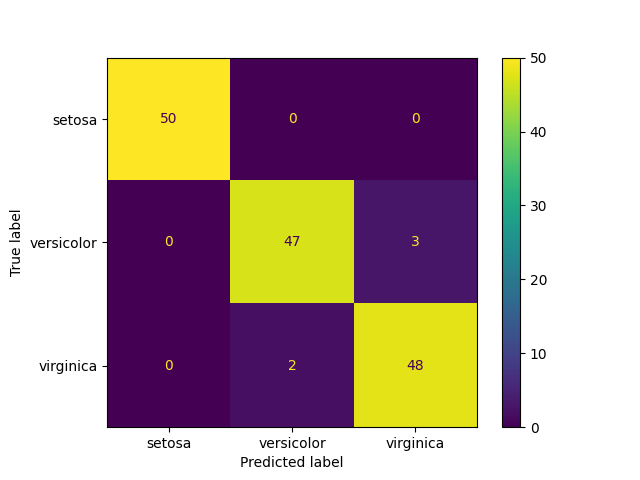 50
setosa 50 0 0
40
30
True label
versicolor 0 47 3
20
10
virginica 0 2 48
0
setosa versicolor virginica
Predicted label